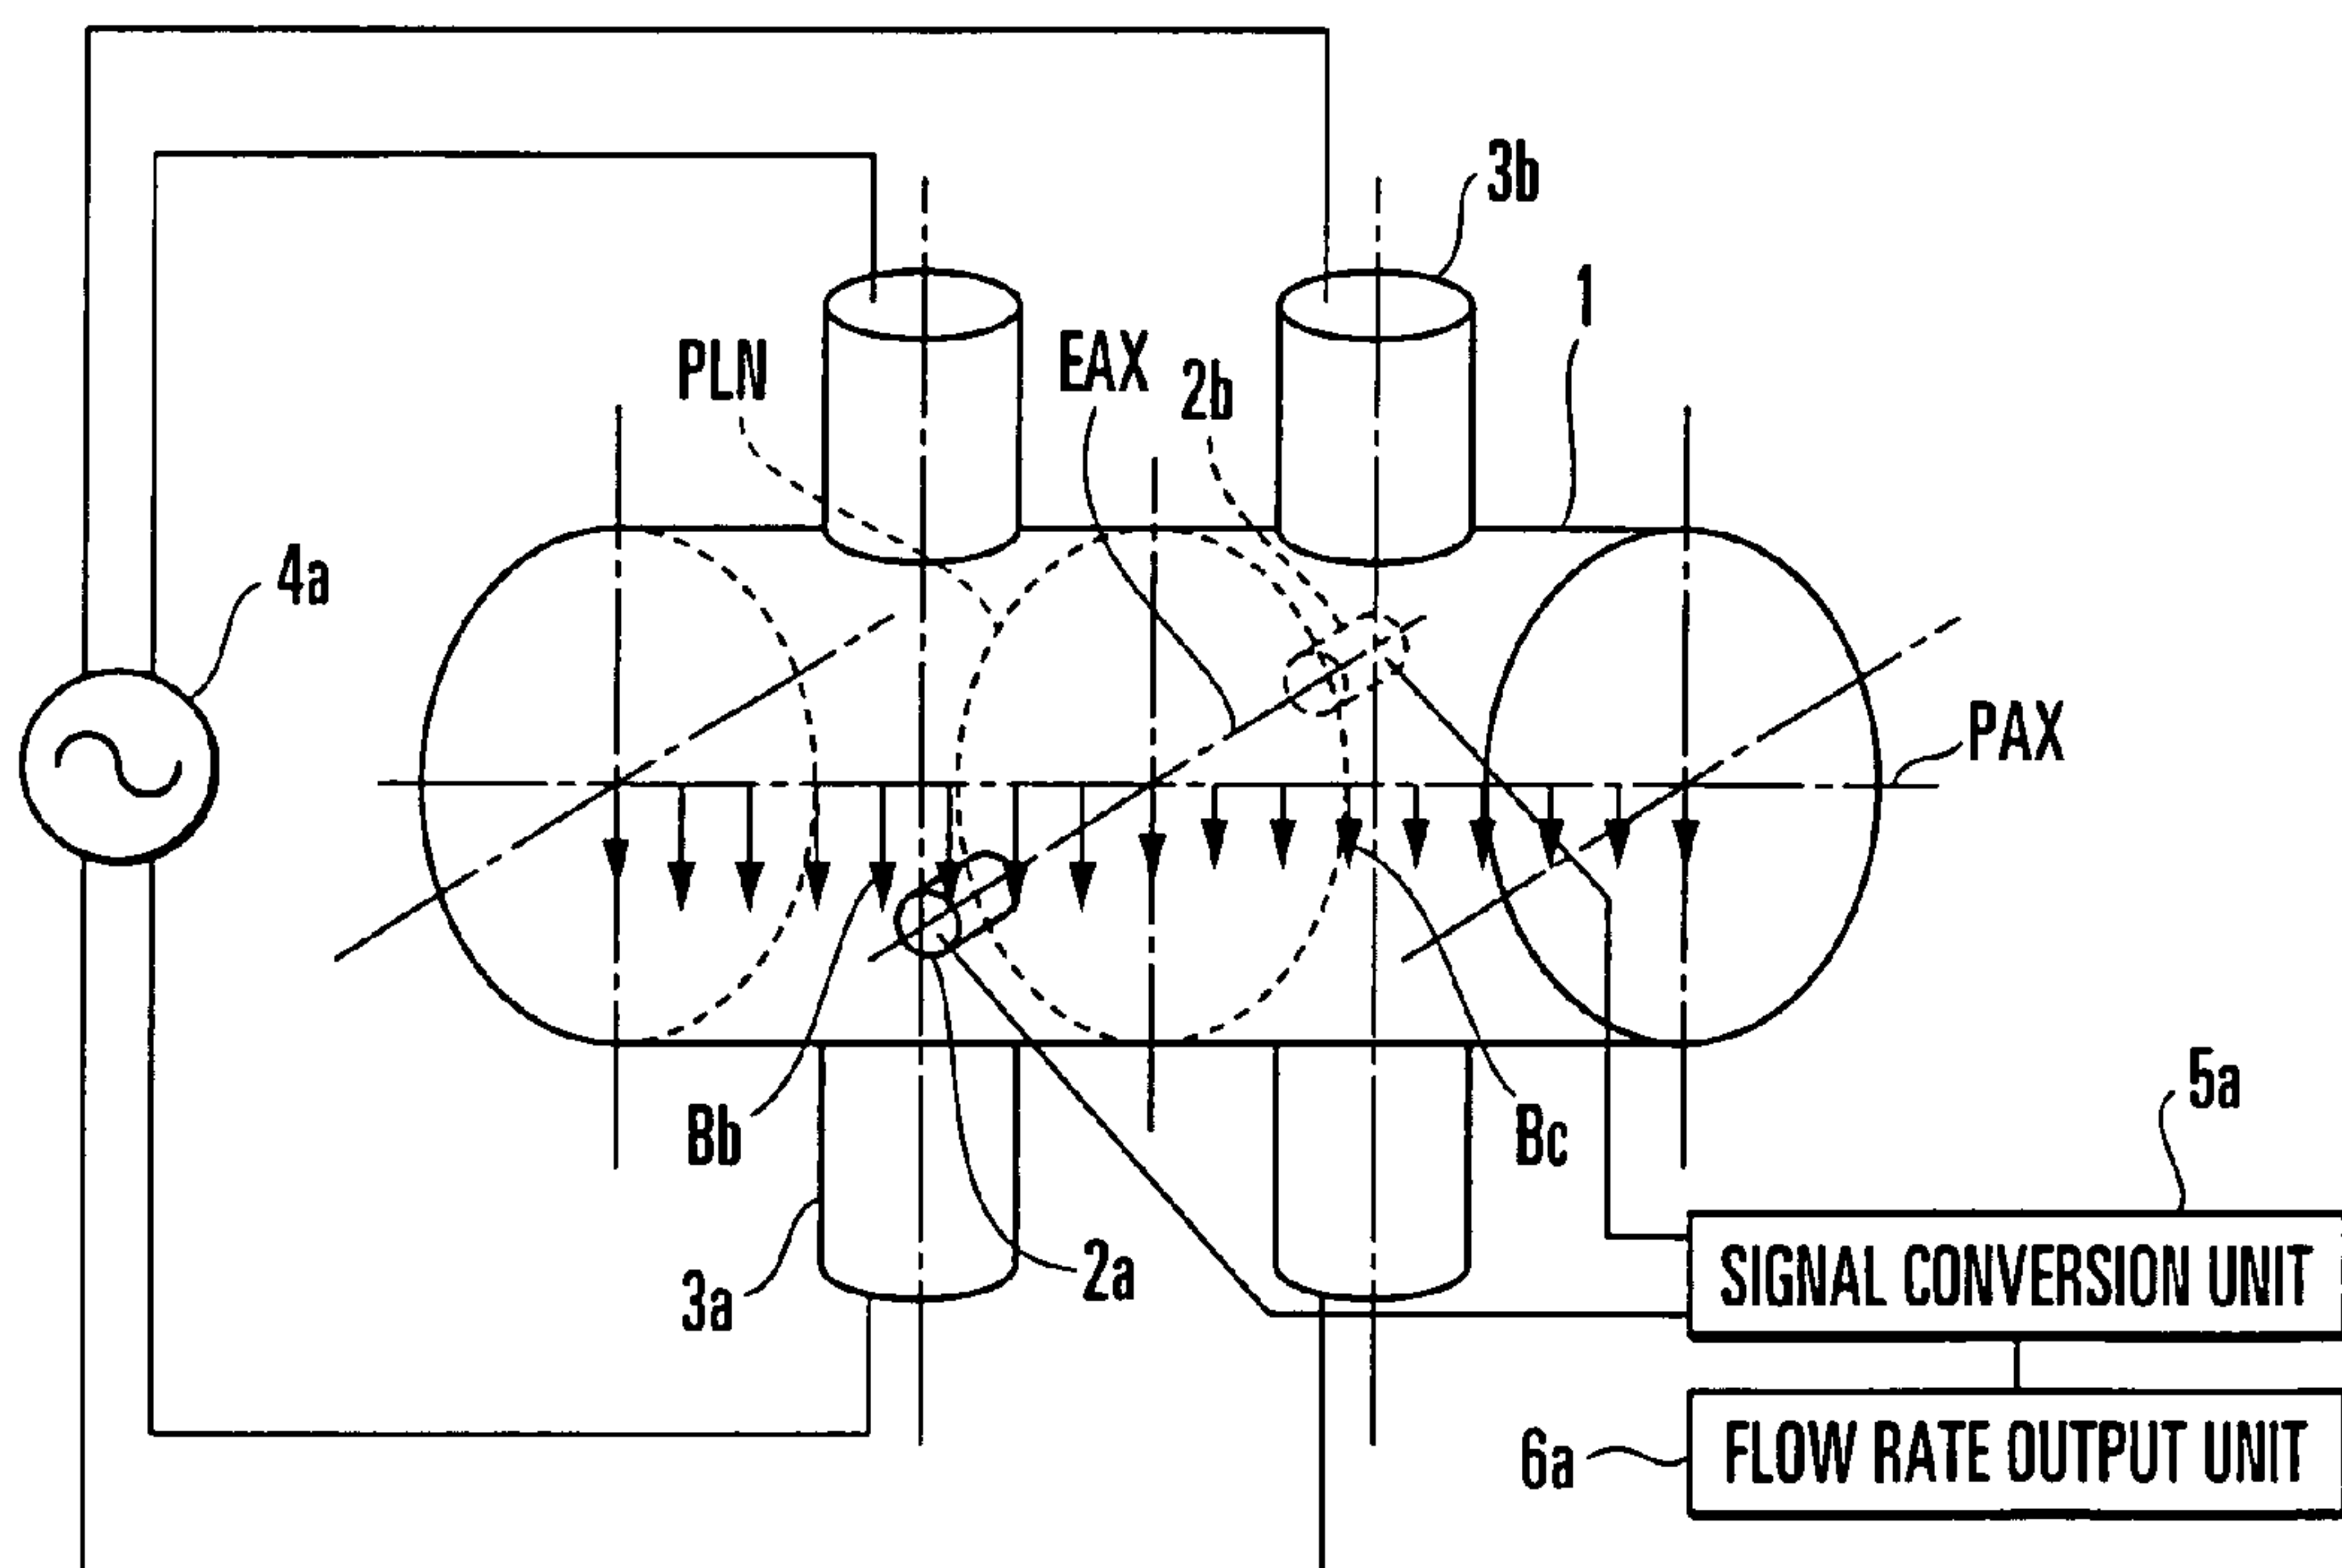 3b
1
PLN
EAX
2b
4a
PAX
Bb
Bc
5a
3a
2a
SIGNAL CONVERSION UNIT
6a
FLOW RATE OUTPUT UNIT